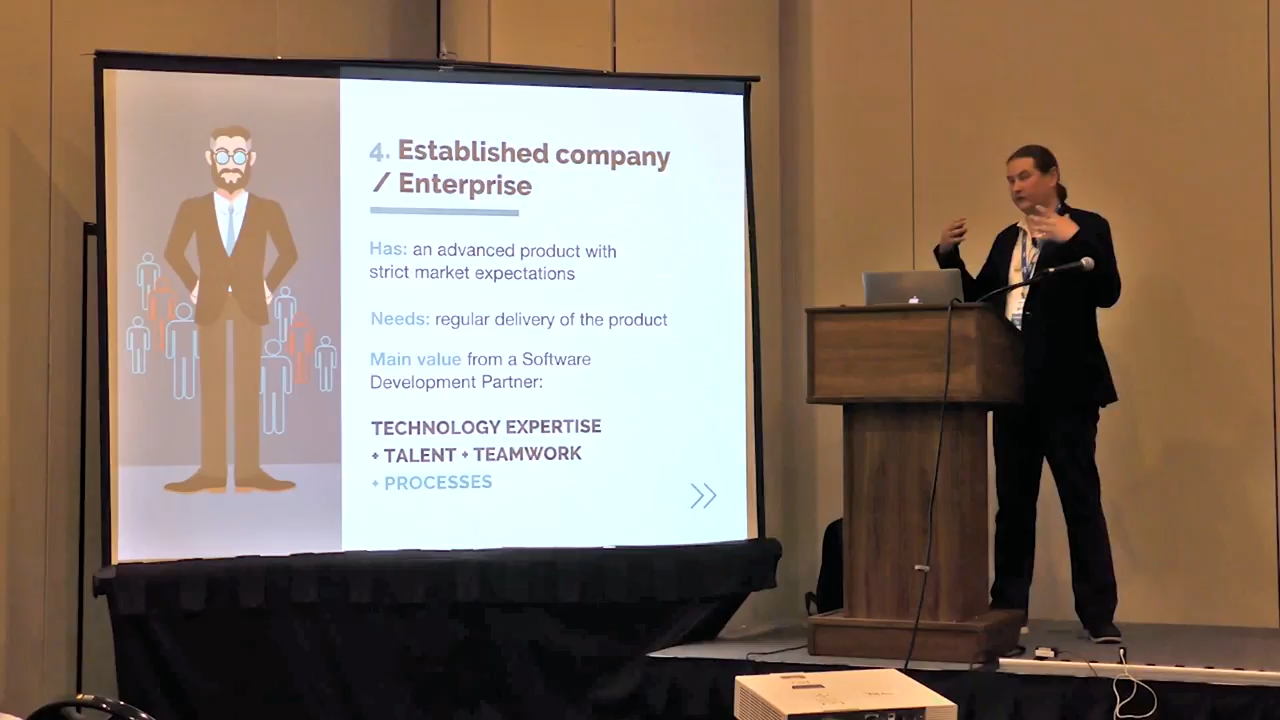 4. Established company
/ Enterprise
Has: an advanced product with
strict market expectations
Needs: regular delivery of the product
Main value from a Software
Development Partner:
TECHNOLOGY EXPERTISE
+ TALENT + TEAMWORK
+ PROCESSES